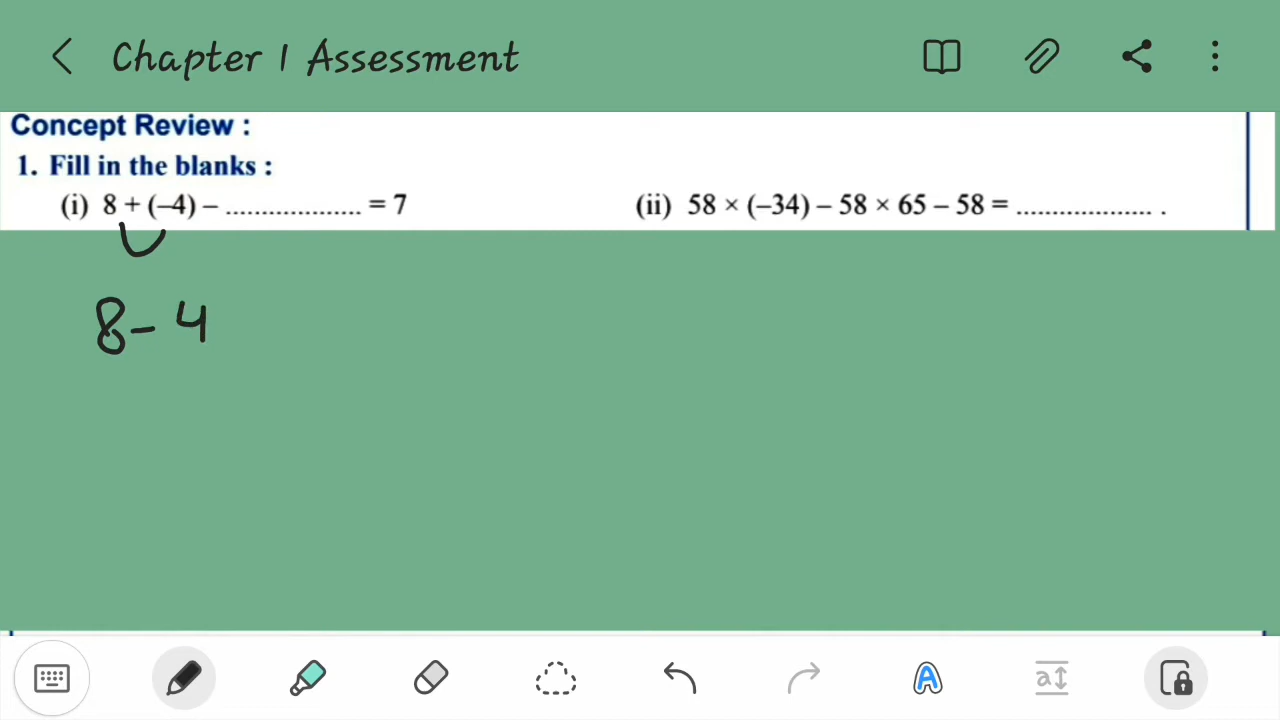 Chapter 1 Assessment
Concept Review :
1. Fill in the blanks :
(i) 8 + (–4) – ................... = 7 (ii) 58 × (–34) – 58 × 65 – 58 = ................... .
8 - 4
A
a